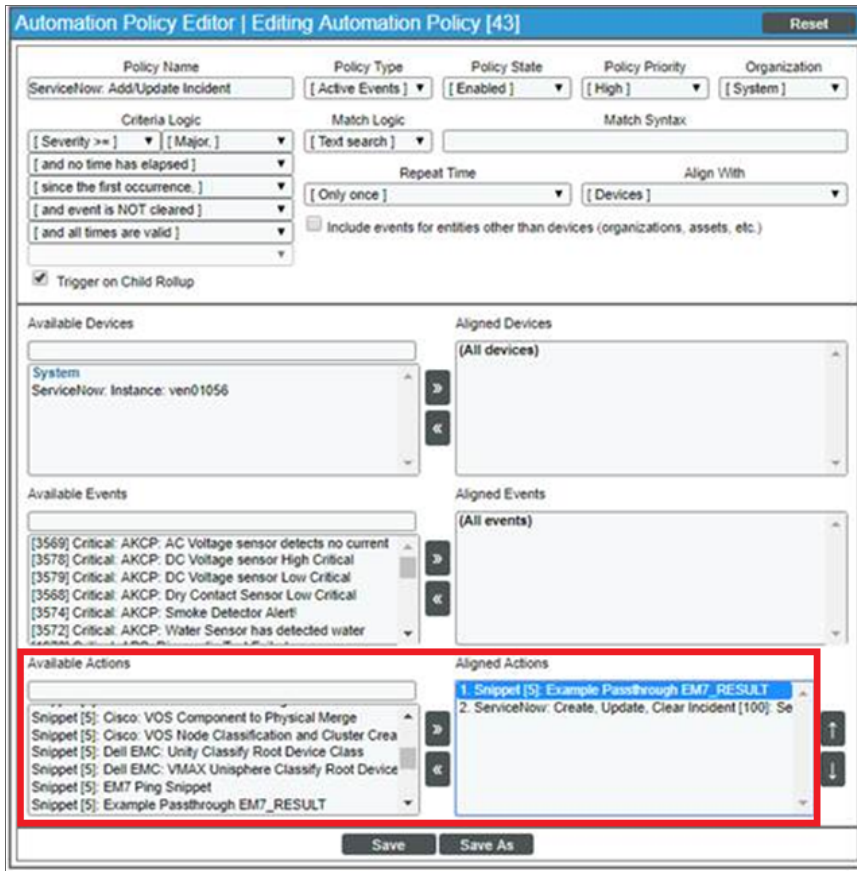 Automation Policy Editor | Editing Automation Policy [43] Reset
Policy Name Policy Type Policy State Policy Priority Organization
ServiceNow: Add/Update Incident [ Active Events ] [ Enabled ] [ High ] [ System ]
Criteria Logic Match Logic Match Syntax
[ Severity >= ] [ Major, ] [ Text search ]
[ and no time has elapsed ]
Repeat Time Align With
[ since the first occurrence, ] [ Only once ] [ Devices ]
[ and event is NOT cleared ]
Include events for entities other than devices (organizations, assets, etc.)
[ and all times are valid ]
Trigger on Child Rollup
Available Devices Aligned Devices
(All devices)
System
ServiceNow: Instance: ven01056
»
«
Available Events Aligned Events
(All events)
[3569] Critical: AKCP: AC Voltage sensor detects no current
[3578] Critical: AKCP: DC Voltage sensor High Critical
[3579] Critical: AKCP: DC Voltage sensor Low Critical
[3568] Critical: AKCP: Dry Contact Sensor Low Critical
[3574] Critical: AKCP: Smoke Detector Alert!
[3572] Critical: AKCP: Water Sensor has detected water
»
«
Available Actions Aligned Actions
1. Snippet [5]: Example Passthrough EM7_RESULT
2. ServiceNow: Create, Update, Clear Incident [100]: Se
Snippet [5]: Cisco: VOS Component to Physical Merge
Snippet [5]: Cisco: VOS Node Classification and Cluster Crea
Snippet [5]: Dell EMC: Unity Classify Root Device Class
Snippet [5]: Dell EMC: VMAX Unisphere Classify Root Device
Snippet [5]: EM7 Ping Snippet
Snippet [5]: Example Passthrough EM7_RESULT
»
«
↑
↓
Save Save As